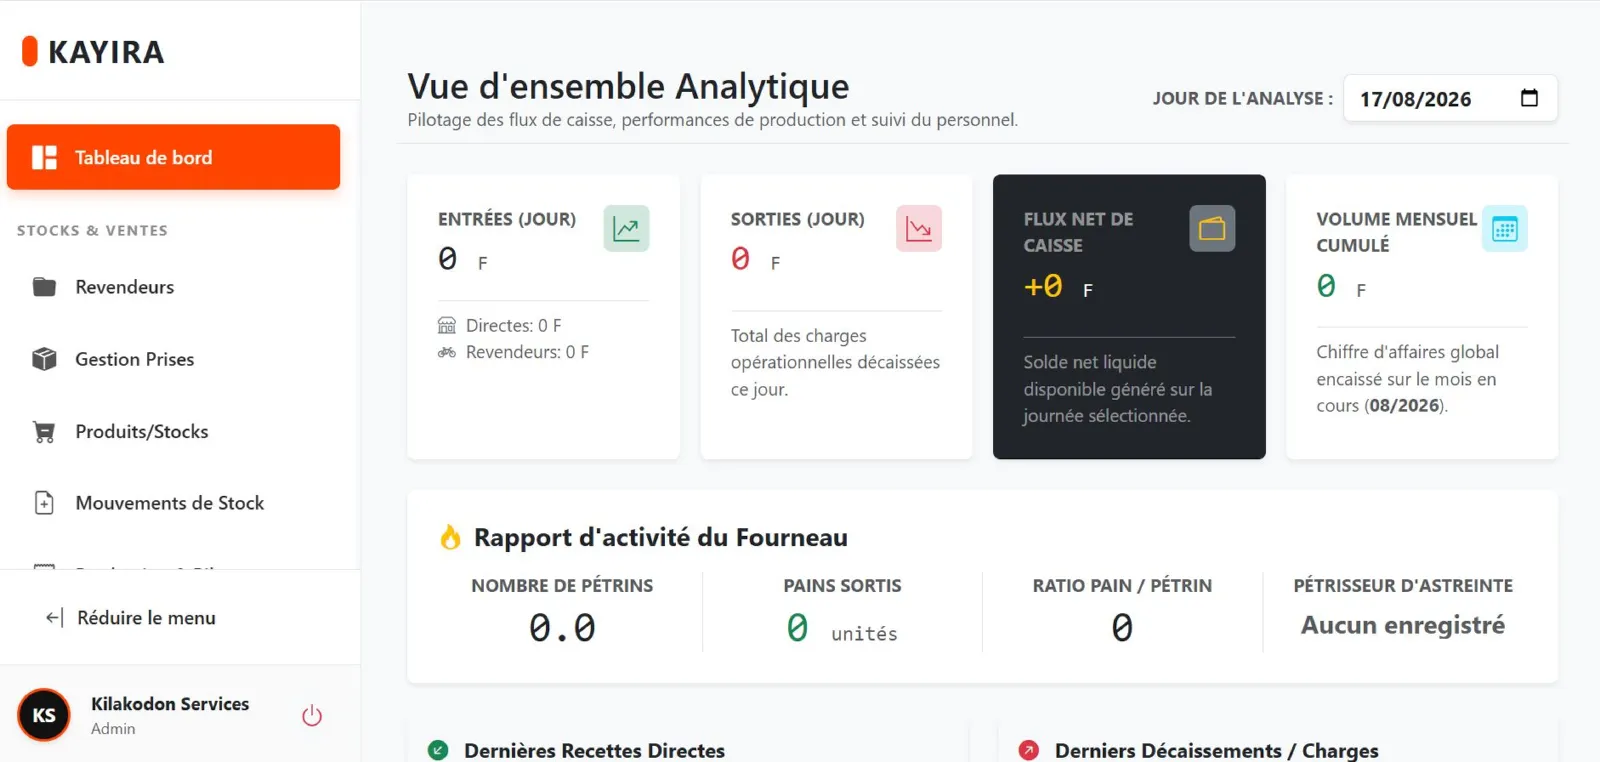 KAYIRA
Tableau de bord
STOCKS & VENTES
Revendeurs
Gestion Prises
Produits/Stocks
Mouvements de Stock
Réduire le menu
KS
Kilakodon Services
Admin
Vue d'ensemble Analytique
Pilotage des flux de caisse, performances de production et suivi du personnel.
JOUR DE L'ANALYSE :
17/08/2026
ENTRÉES (JOUR)
0 F
Directes: 0 F
Revendeurs: 0 F
SORTIES (JOUR)
0 F
Total des charges
opérationnelles décaissées
ce jour.
FLUX NET DE
CAISSE
+0 F
Solde net liquide
disponible généré sur la
journée sélectionnée.
VOLUME MENSUEL
CUMULÉ
0 F
Chiffre d'affaires global
encaissé sur le mois en
cours (08/2026).
Rapport d'activité du Fourneau
NOMBRE DE PÉTRINS
0.0
PAINS SORTIS
0 unités
RATIO PAIN / PÉTRIN
0
PÉTRISSEUR D'ASTREINTE
Aucun enregistré
Dernières Recettes Directes
Derniers Décaissements / Charges